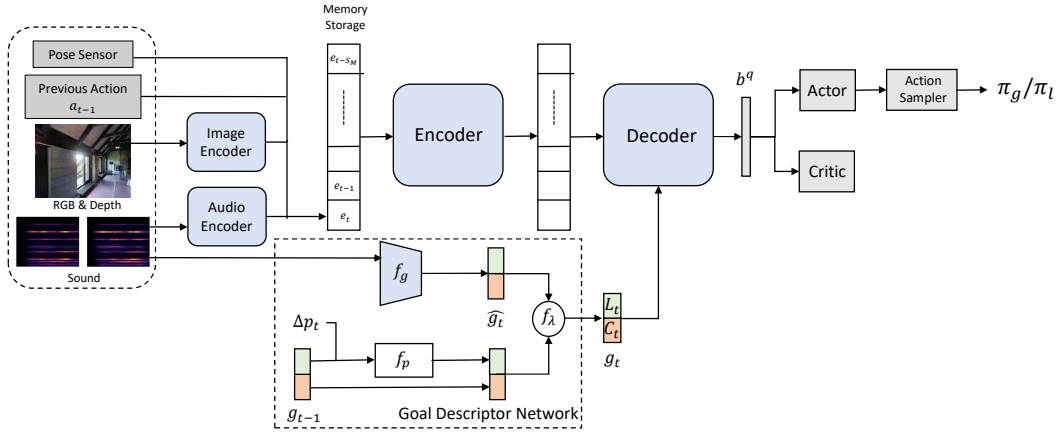 Memory
Storage
Pose Sensor
Previous Action
a_{t-1}
Image
Encoder
RGB & Depth
Audio
Encoder
Sound
e_{t-S_M}
e_{t-1}
e_t
Encoder
Decoder
b^q
Actor
Action
Sampler
π_g/π_l
Critic
f_g
\widehat{g_t}
Δp_t
f_p
f_λ
g_{t-1}
L_t
C_t
g_t
Goal Descriptor Network